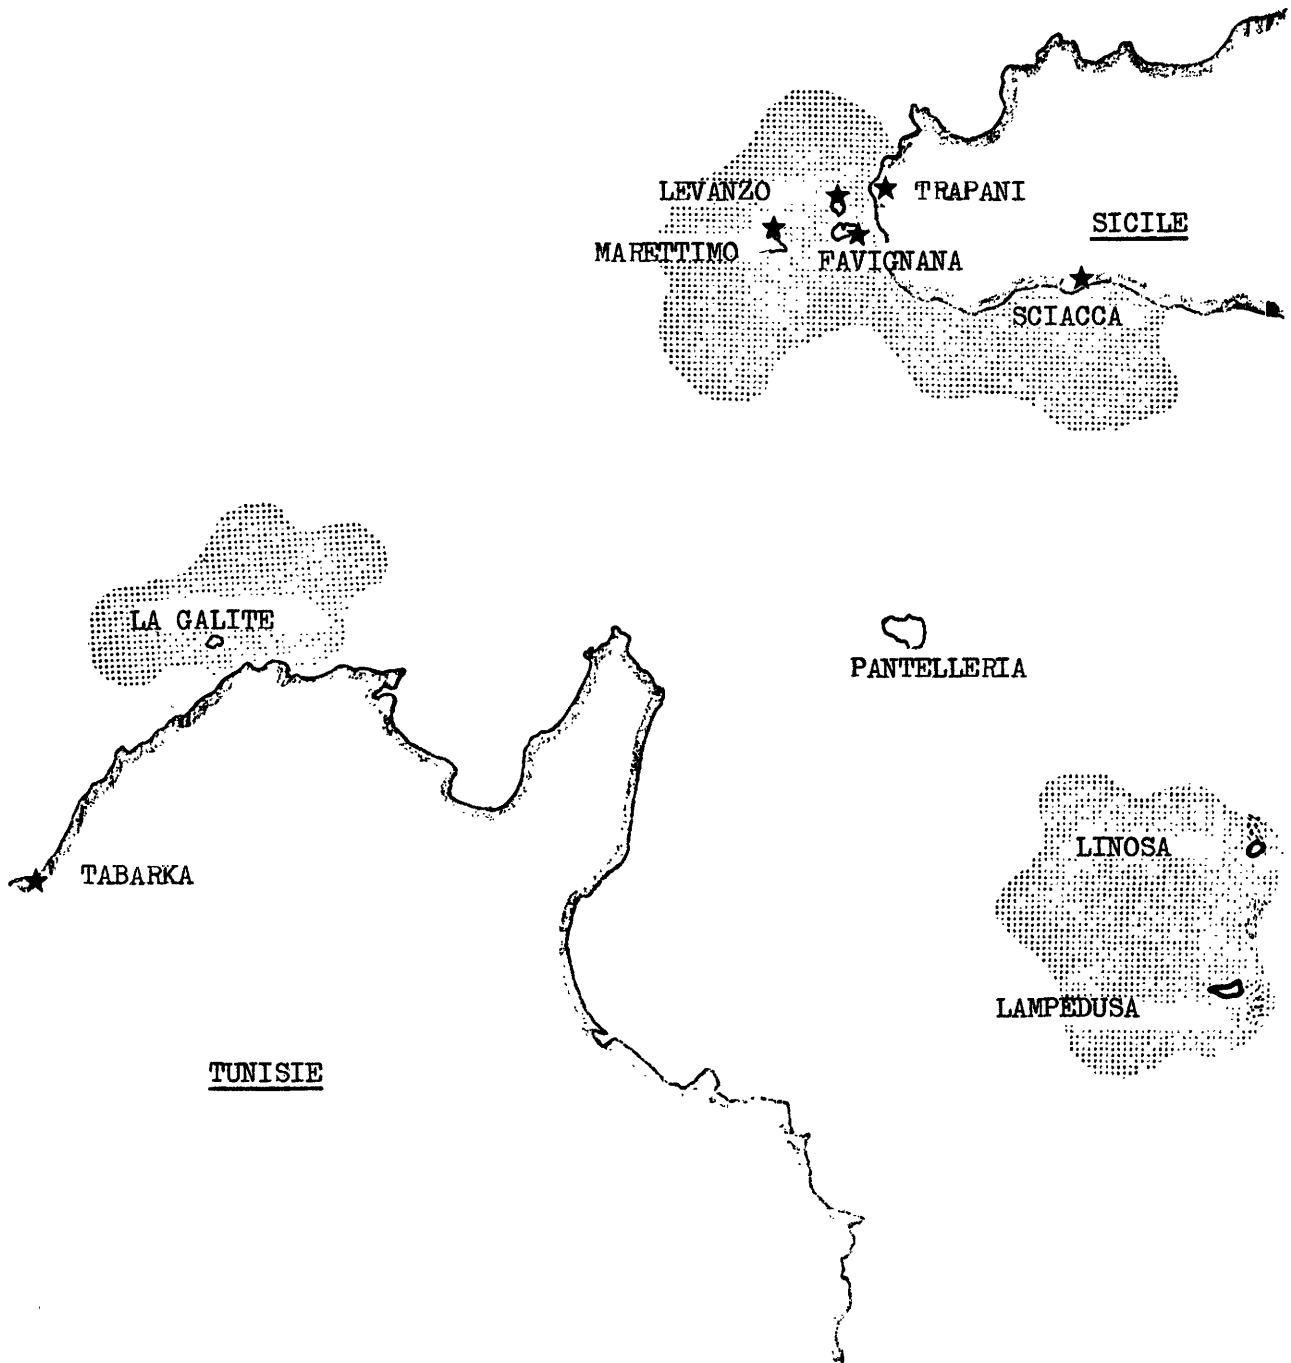 LEVANZO
TRAPANI
SICILE
MARETTIMO
FAVIGNANA
SCIACCA
LA GALITE
PANTELLERIA
LINOSA
TABARKA
LAMPEDUSA
TUNISIE